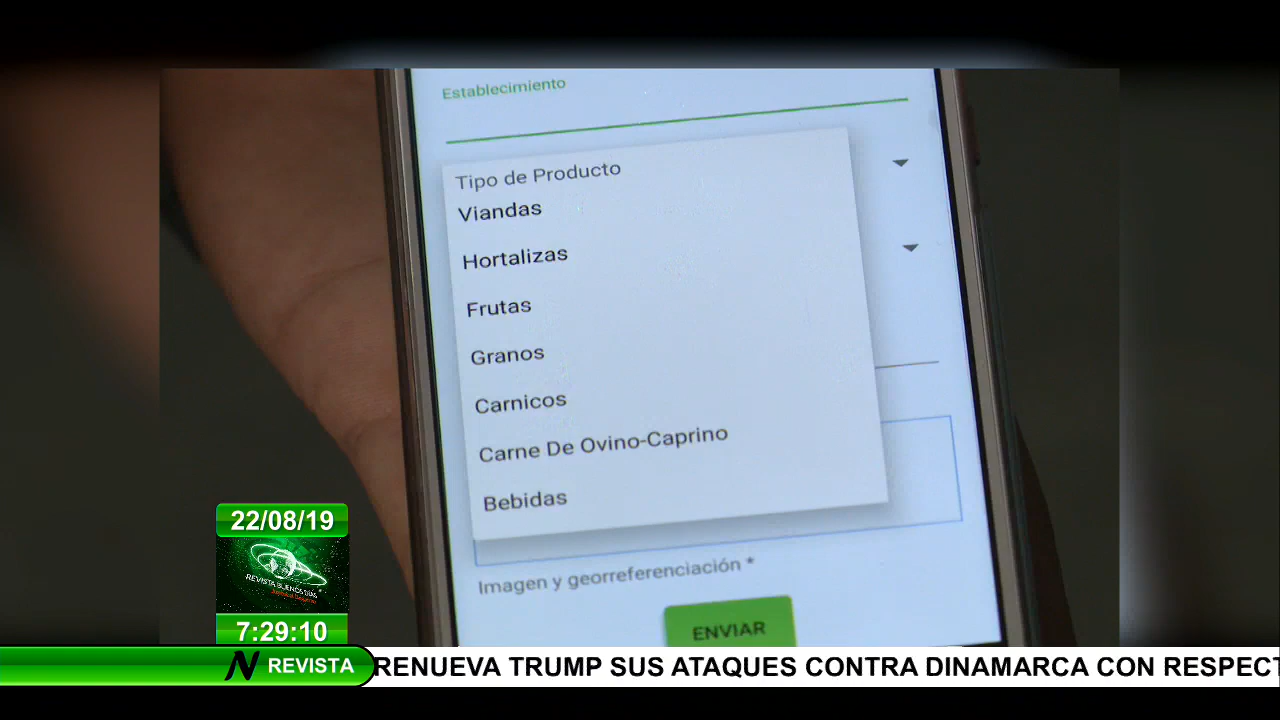 Establecimiento
Tipo de Producto
Viandas
Hortalizas
Frutas
Granos
Carnicos
Carne De Ovino-Caprino
Bebidas
Imagen y georreferenciación *
ENVIAR
22/08/19
REVISTA BUENOS DÍAS
7:29:10
N REVISTA
RENUEVA TRUMP SUS ATAQUES CONTRA DINAMARCA CON RESPECT